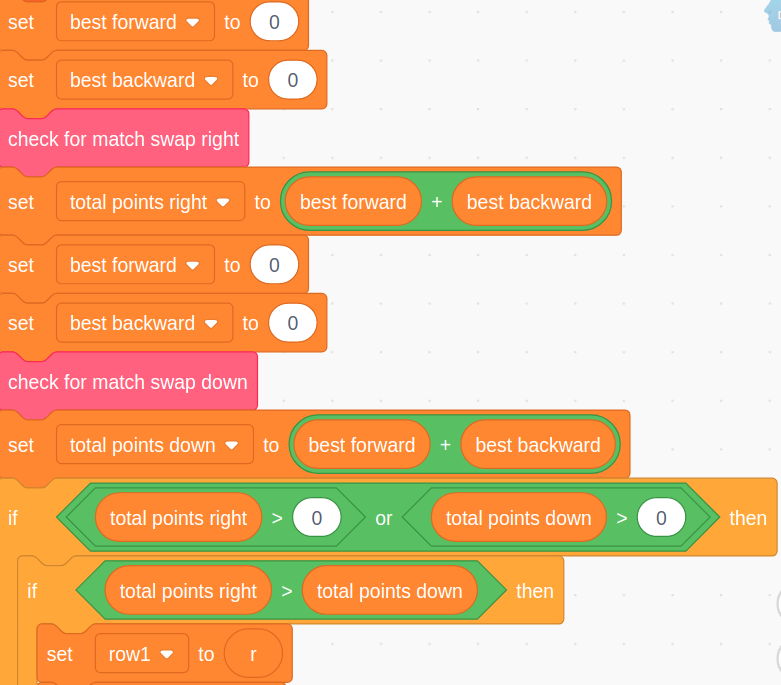 set best forward to 0
set best backward to 0
check for match swap right
set total points right to best forward + best backward
set best forward to 0
set best backward to 0
check for match swap down
set total points down to best forward + best backward
if total points right > 0 or total points down > 0 then
if total points right > total points down then
set row1 to r